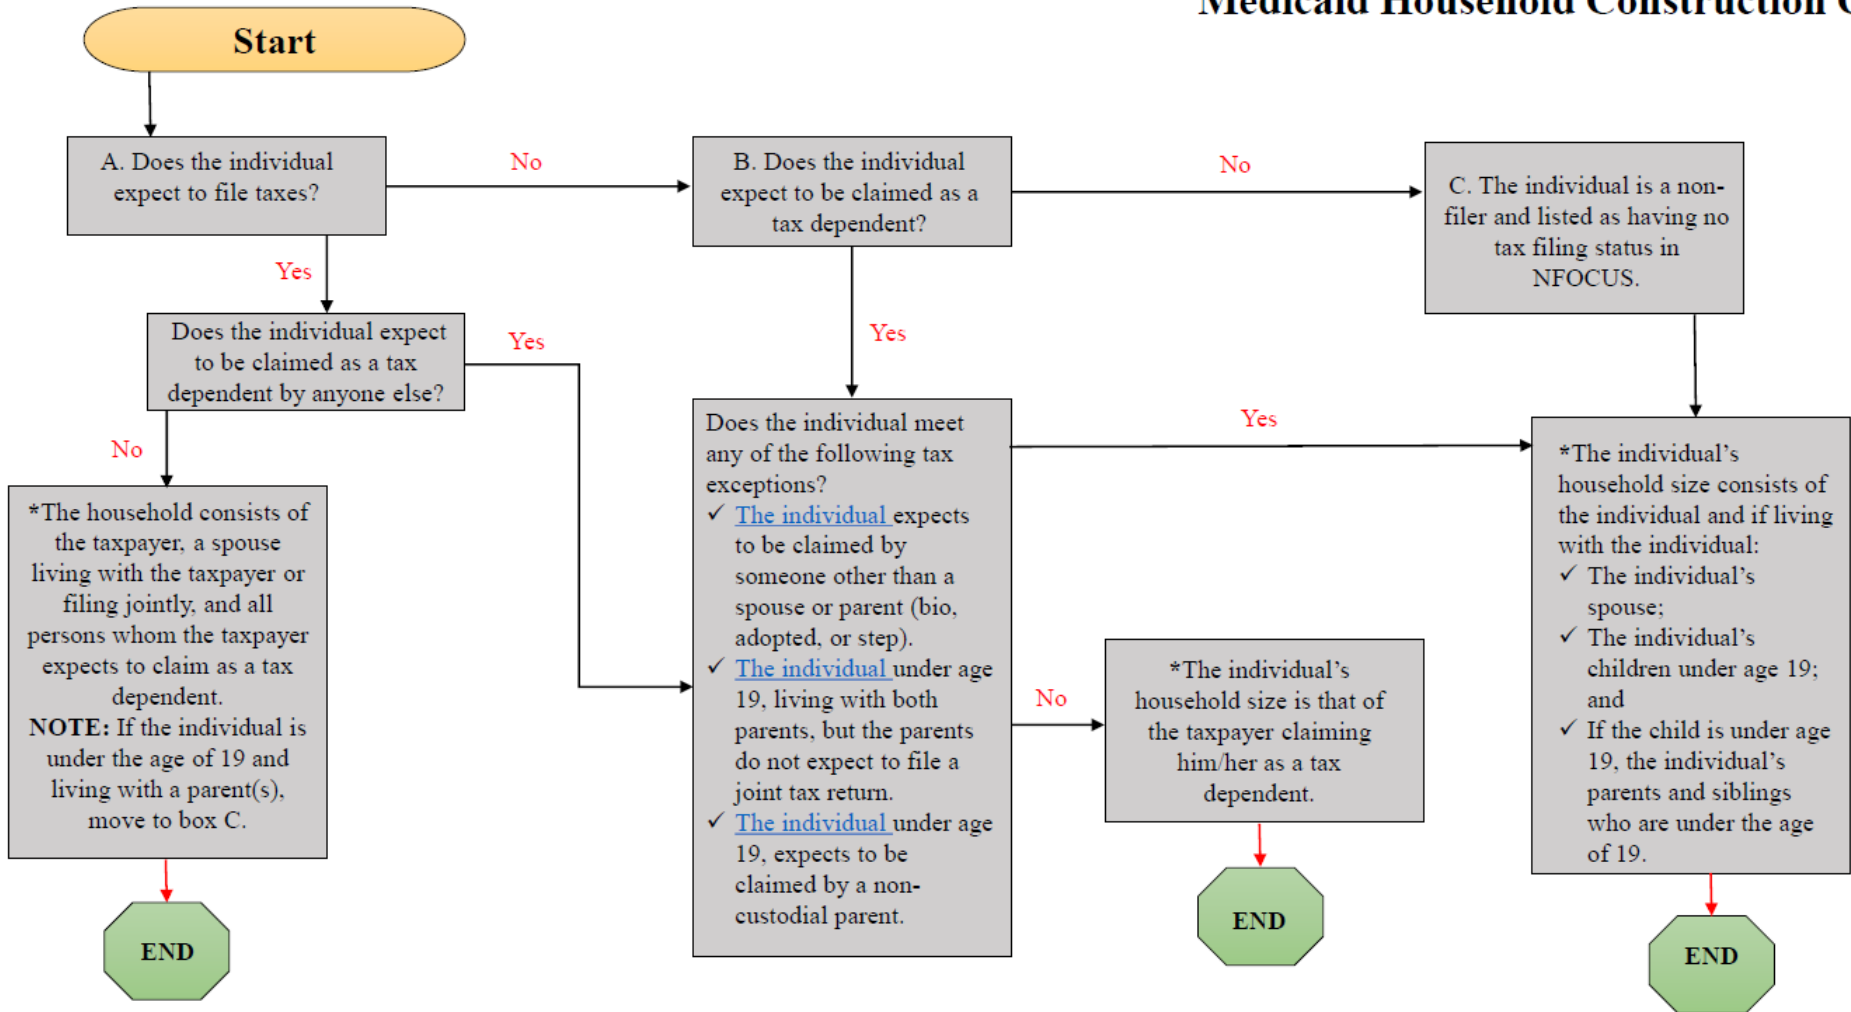 Medicaid Household Construction
Start
A. Does the individual
expect to file taxes?
No
B. Does the individual
expect to be claimed as a
tax dependent?
No
C. The individual is a non-
filer and listed as having no
tax filing status in
NFOCUS.
Yes
Does the individual expect
to be claimed as a tax
dependent by anyone else?
Yes
Yes
No
*The household consists of
the taxpayer, a spouse
living with the taxpayer or
filing jointly, and all
persons whom the taxpayer
expects to claim as a tax
dependent.
NOTE: If the individual is
under the age of 19 and
living with a parent(s),
move to box C.
END
Does the individual meet
any of the following tax
exceptions?
✓ The individual expects
to be claimed by
someone other than a
spouse or parent (bio,
adopted, or step).
✓ The individual under age
19, living with both
parents, but the parents
do not expect to file a
joint tax return.
✓ The individual under age
19, expects to be
claimed by a non-
custodial parent.
Yes
No
*The individual's
household size is that of
the taxpayer claiming
him/her as a tax
dependent.
END
*The individual's
household size consists of
the individual and if living
with the individual:
✓ The individual's
spouse;
✓ The individual's
children under age 19;
and
✓ If the child is under age
19, the individual's
parents and siblings
who are under the age
of 19.
END